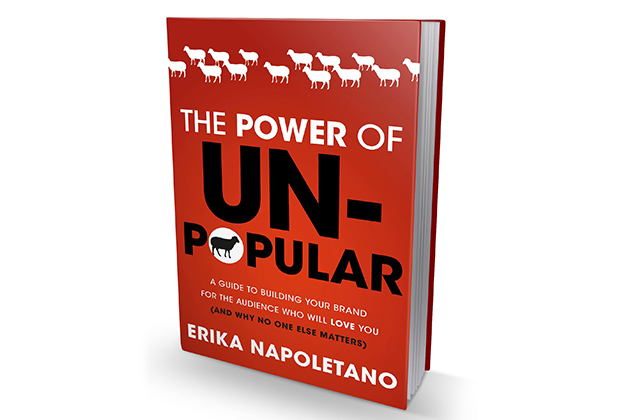 THE POWER OF
UN-
POPULAR
A GUIDE TO BUILDING YOUR BRAND
FOR THE AUDIENCE WHO WILL LOVE YOU
(AND WHY NO ONE ELSE MATTERS)
ERIKA NAPOLETANO